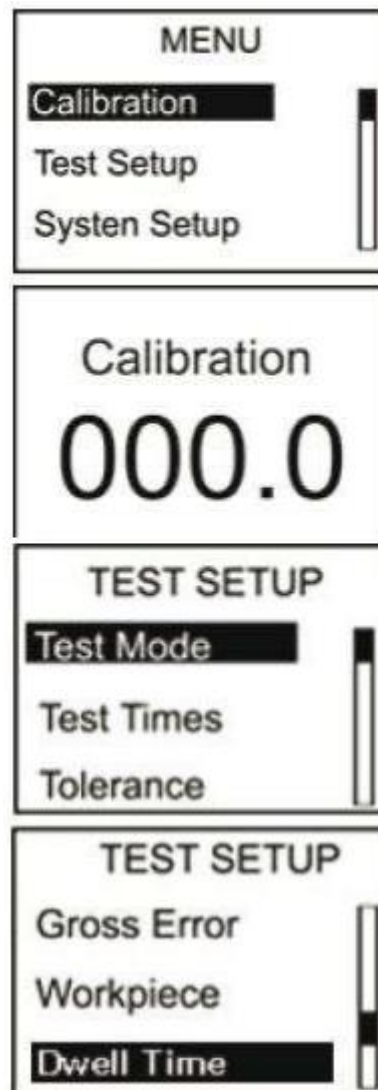 MENU
Calibration
Test Setup
Systen Setup
Calibration
000.0
TEST SETUP
Test Mode
Test Times
Tolerance
TEST SETUP
Gross Error
Workpiece
Dwell Time